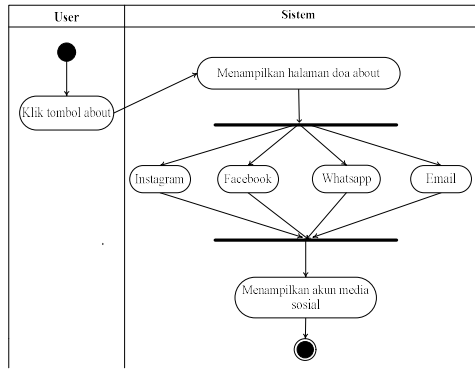 User
Sistem
Menampilkan halaman doa about
Klik tombol about
Instagram
Facebook
Whatsapp
Email
Menampilkan akun media
sosial